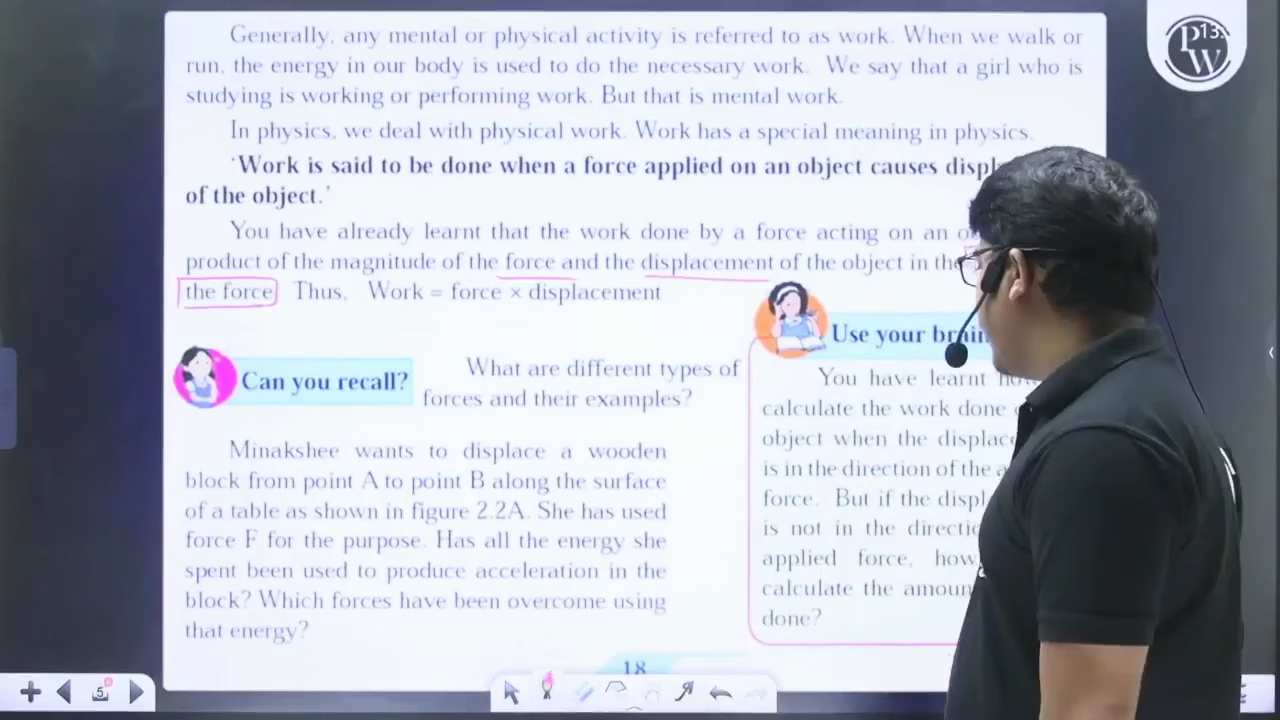 Generally, any mental or physical activity is referred to as work. When we walk or
run, the energy in our body is used to do the necessary work. We say that a girl who is
studying is working or performing work. But that is mental work.
In physics, we deal with physical work. Work has a special meaning in physics.
'Work is said to be done when a force applied on an object causes
of the object.'
You have already learnt that the work done by a force acting on an
product of the magnitude of the force and the displacement of the object in the
the force Thus, Work = force × displacement
Use your brain
Can you recall?
What are different types of
forces and their examples?
You have learnt
calculate the work done
object when the
is in the direction of the
force. But if the
is not in the
applied force, how
calculate the
done?
Minakshee wants to displace a wooden
block from point A to point B along the surface
of a table as shown in figure 2.2A. She has used
force F for the purpose. Has all the energy she
spent been used to produce acceleration in the
block? Which forces have been overcome using
that energy?
18
5
P 13
W